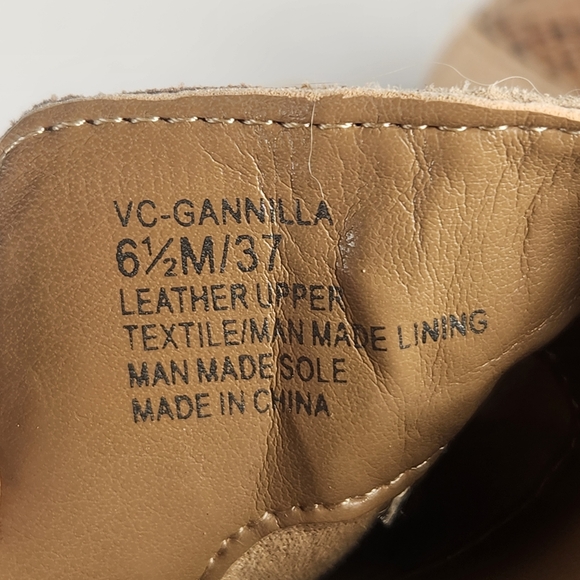 VC-GANNILLA
6½M/37
LEATHER UPPER
TEXTILE/MAN MADE LINING
MAN MADE SOLE
MADE IN CHINA